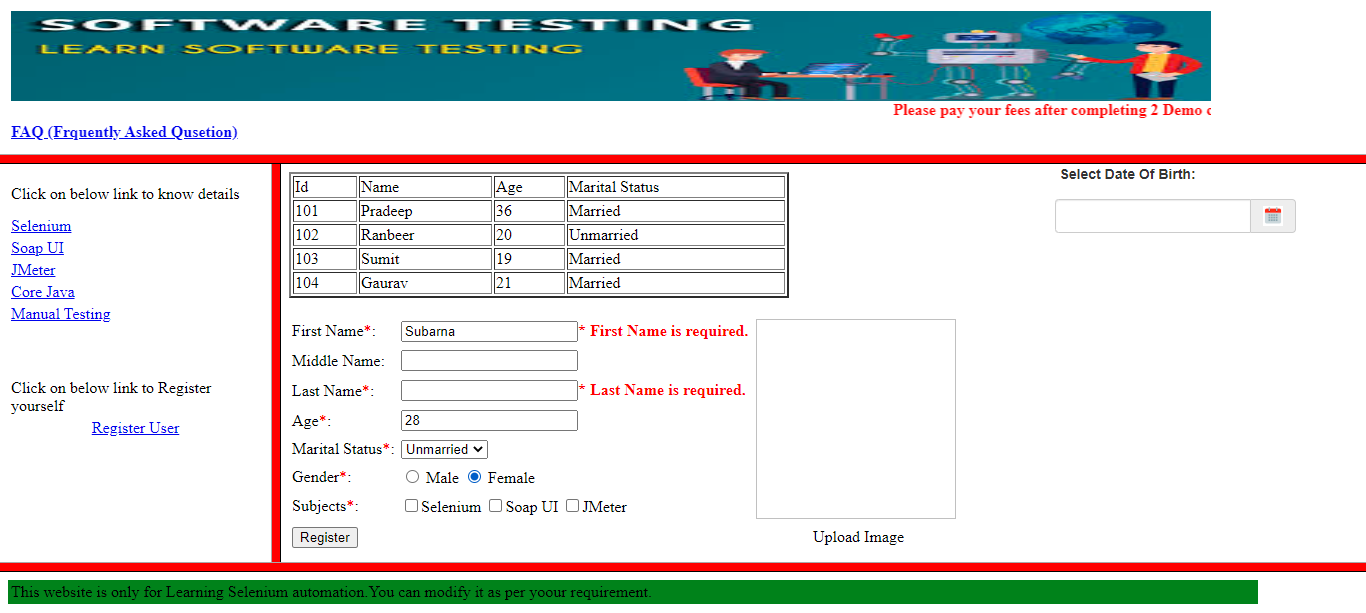 SOFTWARE TESTING
LEARN SOFTWARE TESTING
Please pay your fees after completing 2 Demo
FAQ (Frquently Asked Qusetion)
Click on below link to know details
Selenium
Soap UI
JMeter
Core Java
Manual Testing
Click on below link to Register
yourself
Register User
Id Name Age Marital Status
101 Pradeep 36 Married
102 Ranbeer 20 Unmarried
103 Sumit 19 Married
104 Gaurav 21 Married
Select Date Of Birth:
First Name*: Subarna * First Name is required.
Middle Name:
Last Name*: * Last Name is required.
Age*: 28
Marital Status*: Unmarried
Gender*: Male Female
Subjects*: Selenium Soap UI JMeter
Register
Upload Image
This website is only for Learning Selenium automation.You can modify it as per yoour requirement.